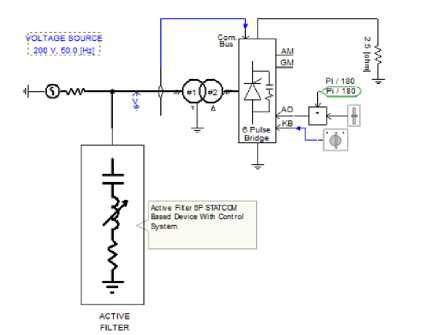 VOLTAGE SOURCE
200 V, 50.0 [Hz]
Com.
Bus
AM
GM
2.5 [ohm]
PI / 180
Pi / 180
#1
#2
AO
KB
6 Pulse
Bridge
*
V
Active Filter 6P STATCOM
Based Device With Control
System
ACTIVE
FILTER